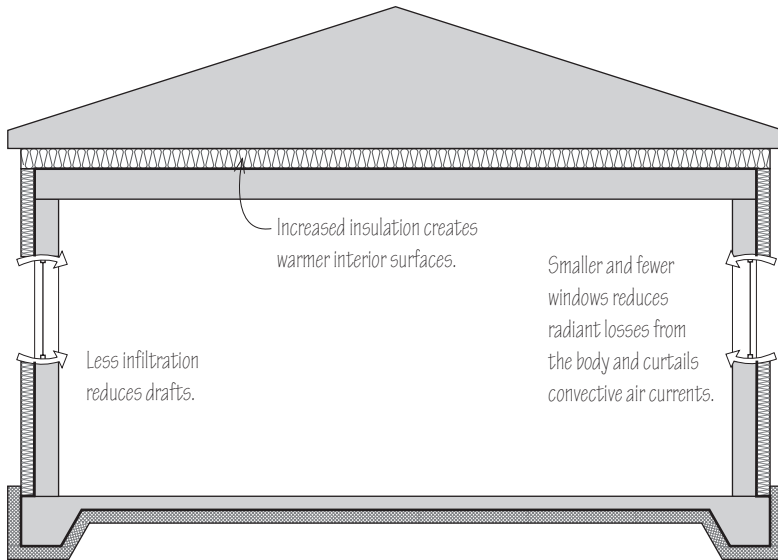 Increased insulation creates
warmer interior surfaces.
Smaller and fewer
windows reduces
radiant losses from
the body and curtails
convective air currents.
Less infiltration
reduces drafts.